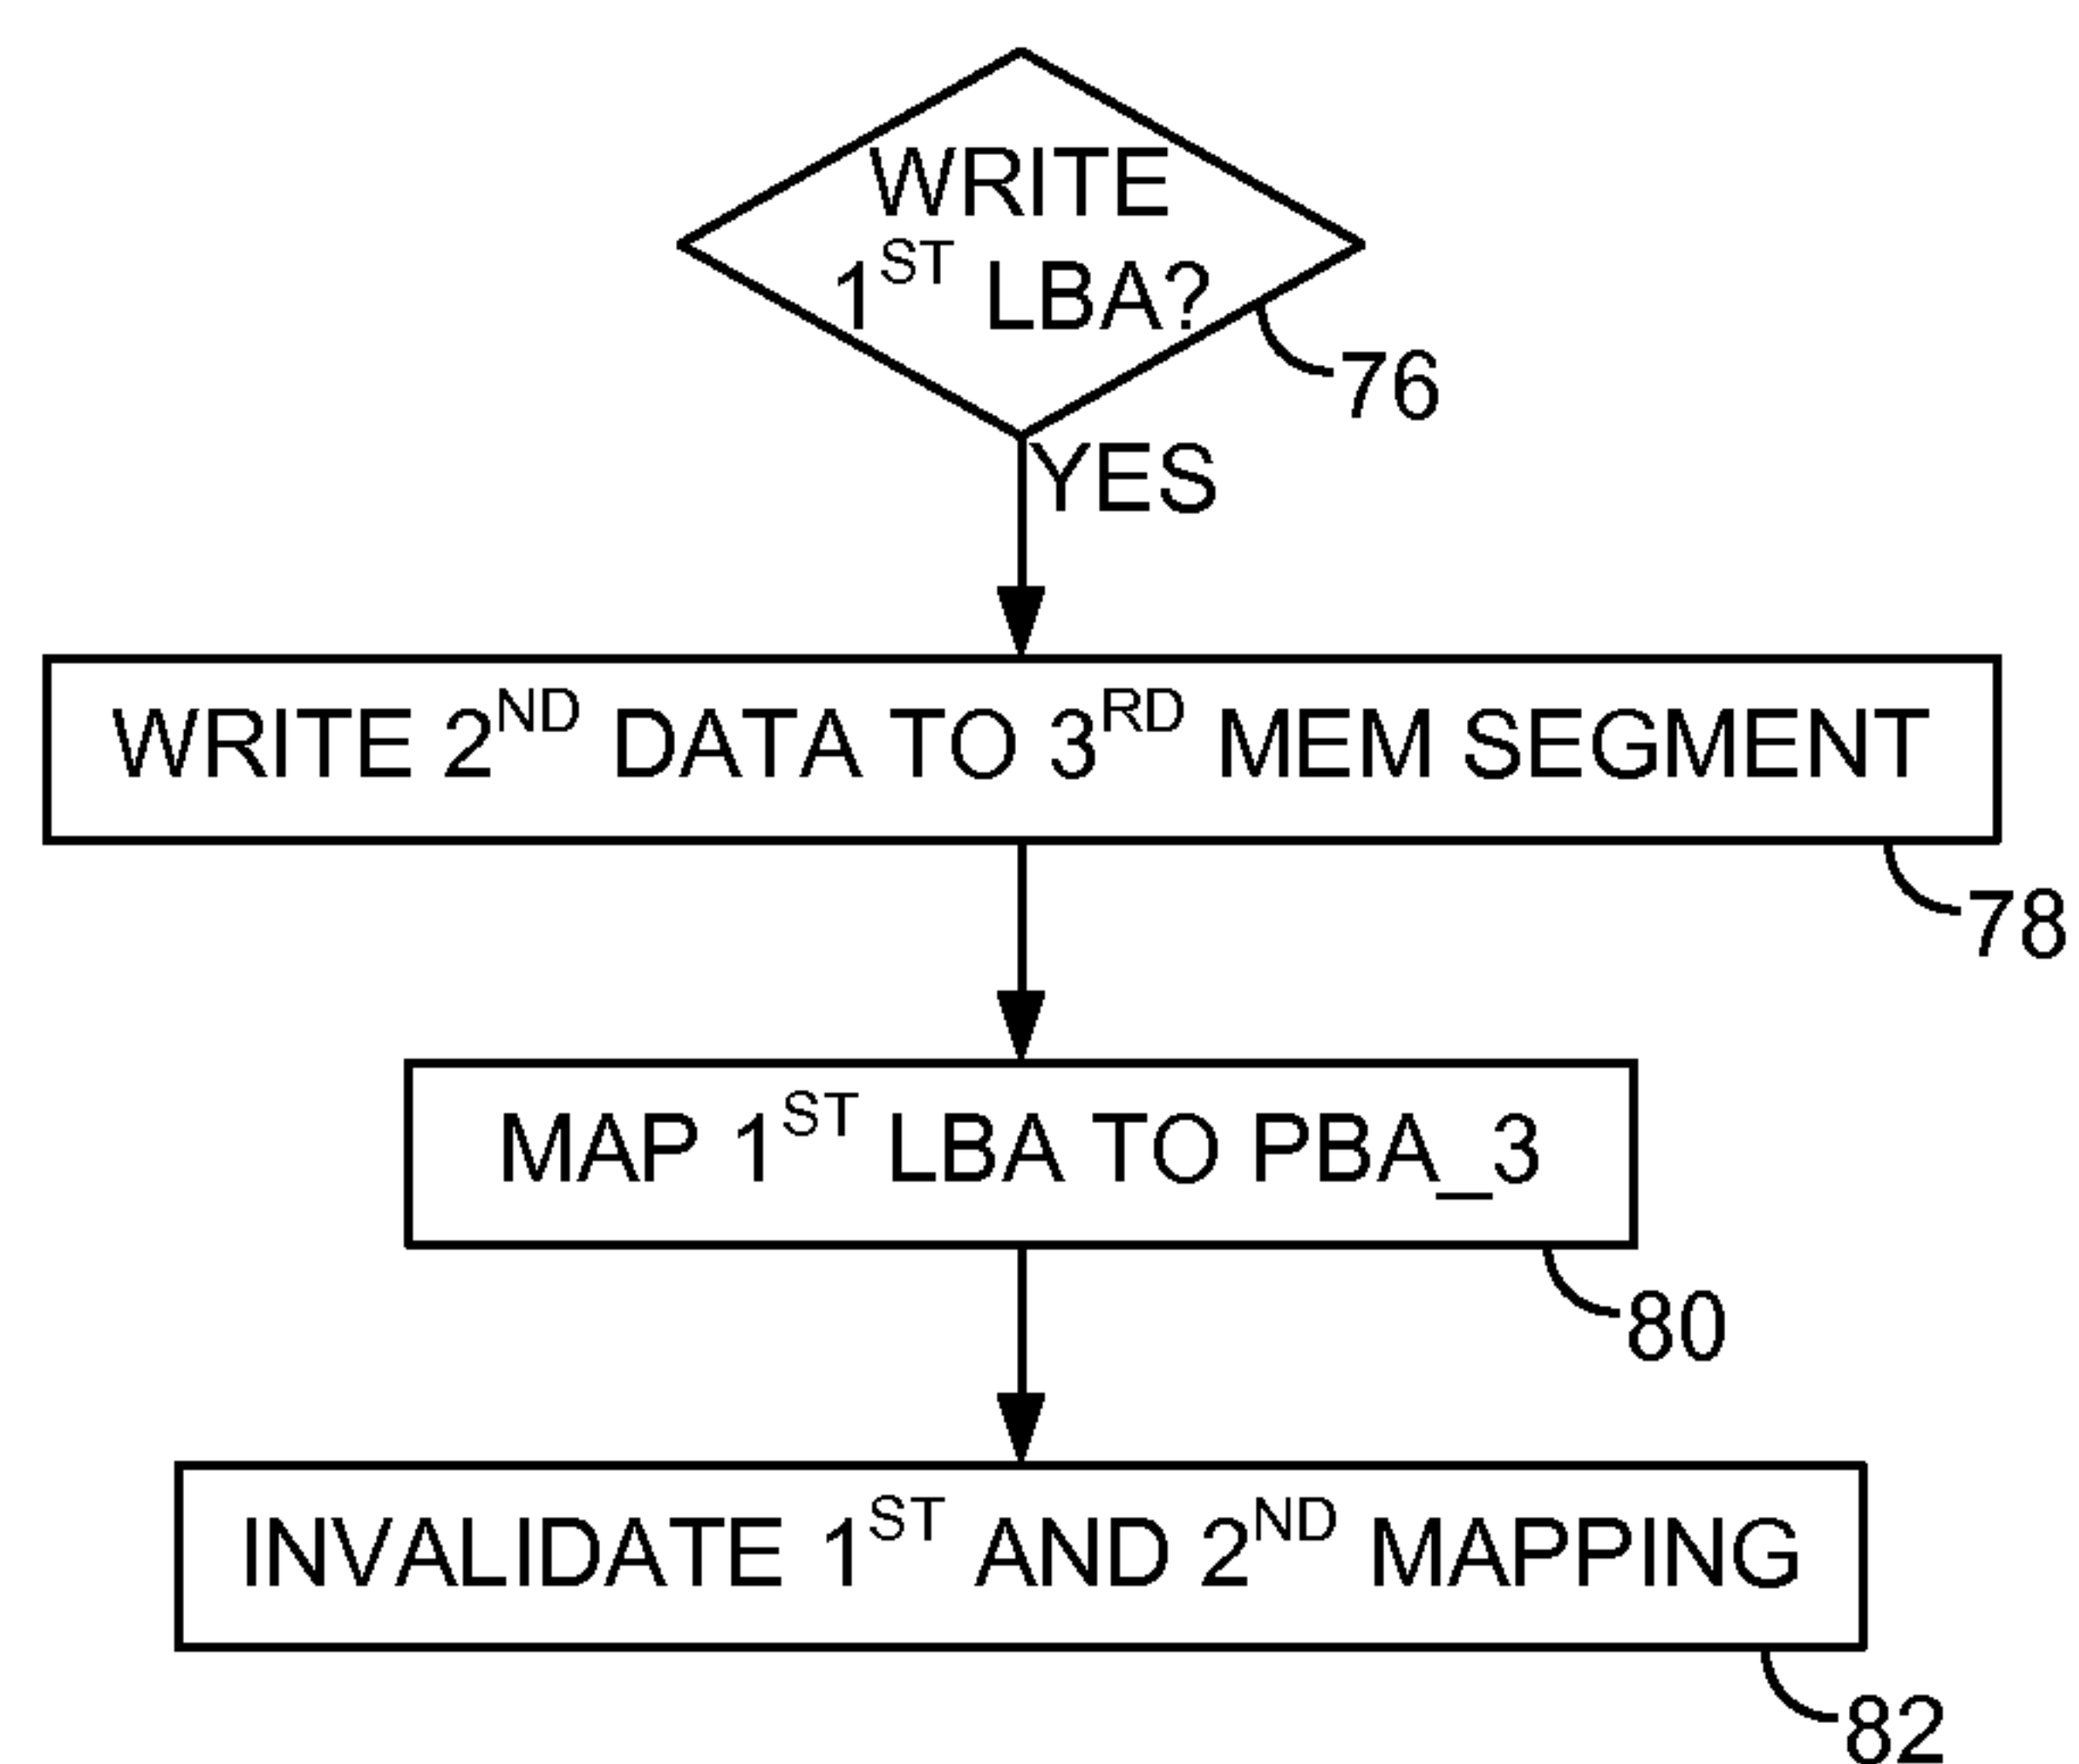 WRITE
1ST LBA?
76
YES
WRITE 2ND DATA TO 3RD MEM SEGMENT
78
MAP 1ST LBA TO PBA_3
80
INVALIDATE 1ST AND 2ND MAPPING
82